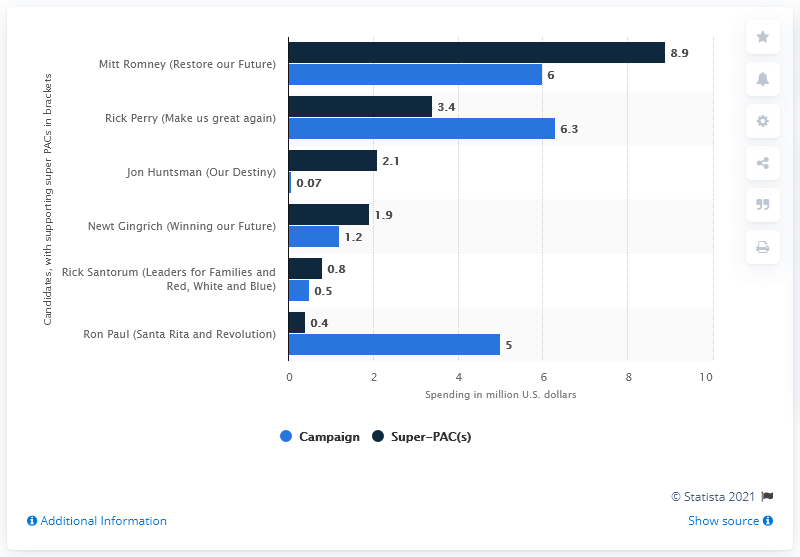 Candidates, with supporting super PACs in brackets
Mitt Romney (Restore our Future)
8.9
6
Rick Perry (Make us great again)
3.4
6.3
Jon Huntsman (Our Destiny)
2.1
0.07
Newt Gingrich (Winning our Future)
1.9
1.2
Rick Santorum (Leaders for Families and
Red, White and Blue)
0.8
0.5
Ron Paul (Santa Rita and Revolution)
0.4
5
0 2 4 6 8 10
Spending in million U.S. dollars
Campaign Super-PAC(s)
© Statista 2021
Additional Information
Show source